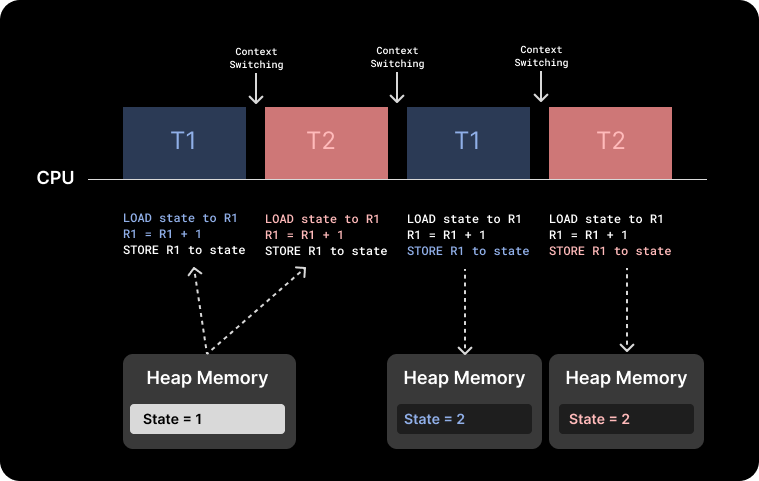 Context
Switching
Context
Switching
Context
Switching
T1
T2
T1
T2
CPU
LOAD state to R1
R1 = R1 + 1
STORE R1 to state
LOAD state to R1
R1 = R1 + 1
STORE R1 to state
LOAD state to R1
R1 = R1 + 1
STORE R1 to state
LOAD state to R1
R1 = R1 + 1
STORE R1 to state
Heap Memory
State = 1
Heap Memory
State = 2
Heap Memory
State = 2